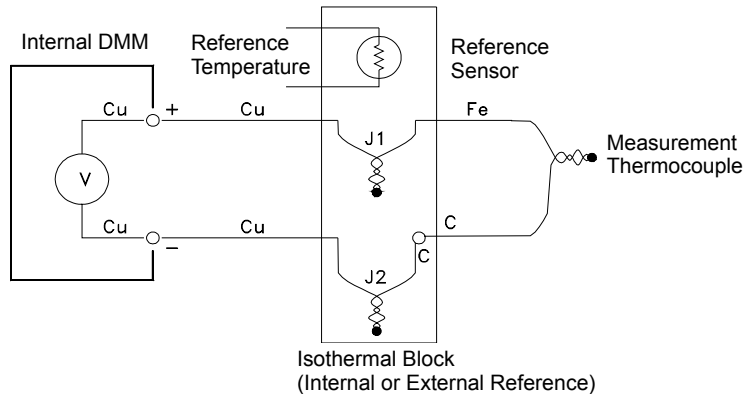 Internal DMM
Reference
Temperature
Reference
Sensor
Cu
+
Cu
Fe
J1
Measurement
Thermocouple
V
Cu
–
Cu
C
C
J2
Isothermal Block
(Internal or External Reference)